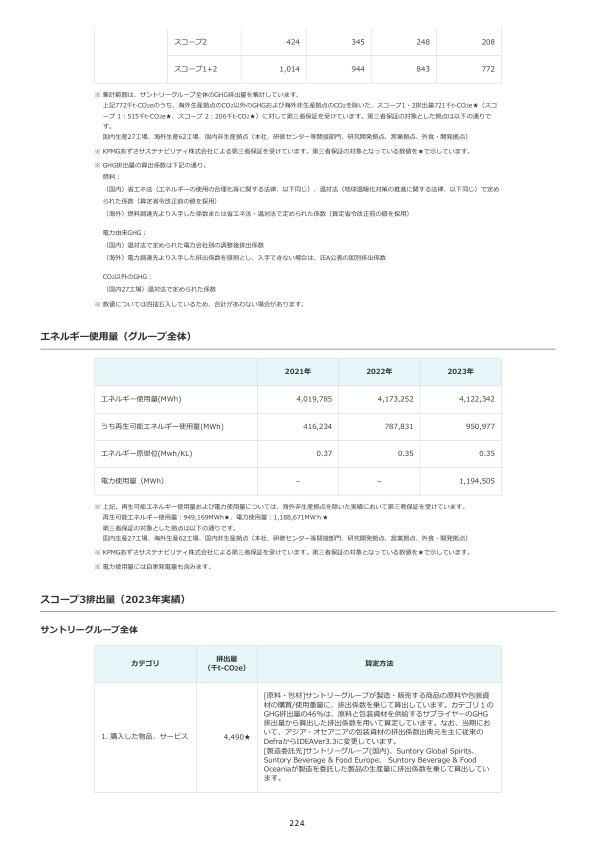 スコープ2 424 345 248 208
スコープ1+2 1,014 944 843 772
※ 集計範囲は、サントリーグループ全体のGHG排出量を集計しています。
上記772千t-CO2eのうち、海外生産拠点のCO2以外のGHGおよび海外非生産拠点のCO2を除いた、スコープ1・2排出量721千t-CO2e★（スコ
ープ 1：515千t-CO2e★、スコープ 2：206千t-CO2★）に対して第三者保証を受けています。第三者保証の対象とした拠点は以下の通りで
す。
国内生産27工場、海外生産62工場、国内非生産拠点（本社、研修センター等間接部門、研究開発拠点、営業拠点、外食・開発拠点）
※ KPMGあずさサステナビリティ株式会社による第三者保証を受けています。第三者保証の対象となっている数値を★で示しています。
※ GHG排出量の算出係数は下記の通り。
燃料：
（国内）省エネ法（エネルギーの使用の合理化等に関する法律、以下同じ）、温対法（地球温暖化対策の推進に関する法律、以下同じ）で定め
られた係数（算定省令改正前の値を採用）
（海外）燃料調達先より入手した係数または省エネ法・温対法で定められた係数（算定省令改正前の値を採用）
電力由来GHG：
（国内）温対法で定められた電力会社別の調整後排出係数
（海外）電力調達先より入手した排出係数を原則とし、入手できない場合は、IEA公表の国別排出係数
CO2以外のGHG：
（国内27工場）温対法で定められた係数
※ 数値については四捨五入しているため、合計があわない場合があります。
エネルギー使用量（グループ全体）
2021年 2022年 2023年
エネルギー使用量(MWh) 4,019,785 4,173,252 4,122,342
うち再生可能エネルギー使用量(MWh) 416,234 787,831 950,977
エネルギー原単位(Mwh/KL) 0.37 0.35 0.35
電力使用量（MWh） － － 1,194,505
※ 上記、再生可能エネルギー使用量および電力使用量については、海外非生産拠点を除いた実績において第三者保証を受けています。
再生可能エネルギー使用量：949,169MWh★、電力使用量：1,188,671MWｈ★
第三者保証の対象とした拠点は以下の通りです。
国内生産27工場、海外生産62工場、国内非生産拠点（本社、研修センター等間接部門、研究開発拠点、営業拠点、外食・開発拠点）
※ KPMGあずさサステナビリティ株式会社による第三者保証を受けています。第三者保証の対象となっている数値を★で示しています。
※ 電力使用量には自家発電量も含みます。
スコープ3排出量（2023年実績）
サントリーグループ全体
カテゴリ 排出量 算定方法
（千t-CO2e）
1. 購入した物品、サービス 4,490★
[原料・包材]サントリーグループが製造・販売する商品の原料や包装資
材の購買/使用重量に、排出係数を乗じて算出しています。カテゴリ１の
GHG排出量の46%は、原料と包装資材を供給するサプライヤーのGHG
排出量から算出した排出係数を用いて算定しています。なお、当期にお
いて、アジア・オセアニアの包装資材の排出係数出典元を主に従来の
DefraからIDEAVer3.3に変更しています。
[製造委託先]サントリーグループ(国内)、Suntory Global Spirits、
Suntory Beverage & Food Europe、 Suntory Beverage & Food
Oceaniaが製造を委託した製品の生産量に排出係数を乗じて算出してい
ます。
224